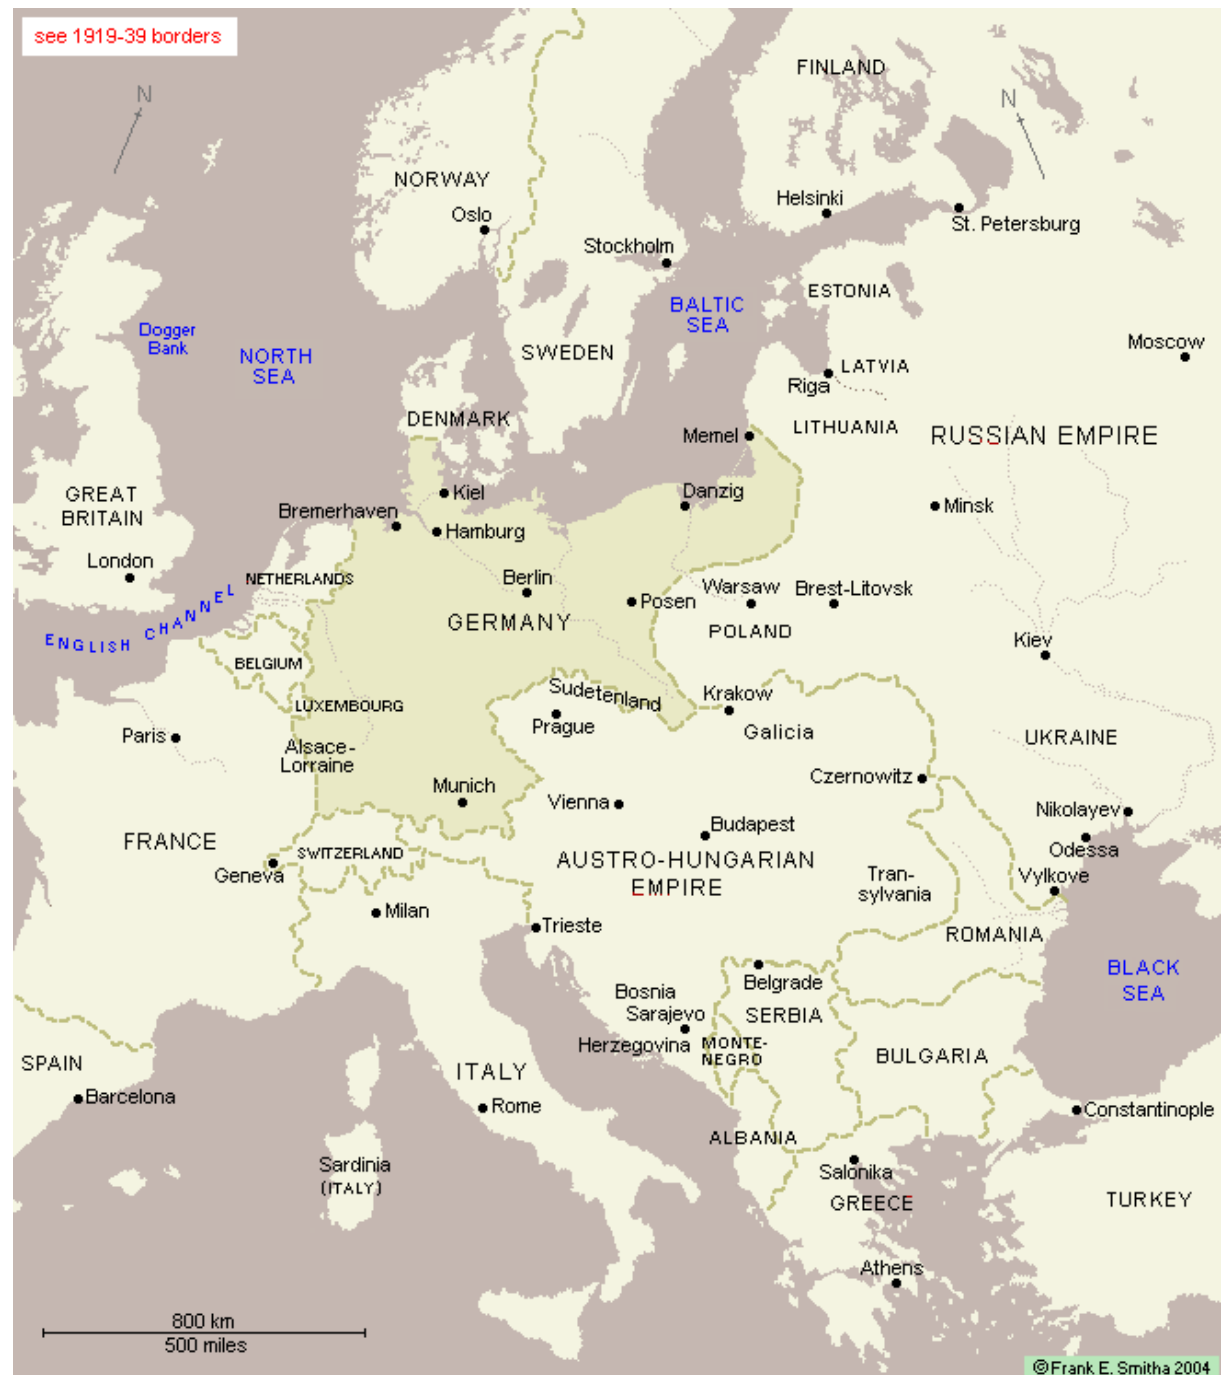 see 1919-39 borders
N
N
FINLAND
NORWAY
Oslo
Helsinki
St. Petersburg
Stockholm
ESTONIA
BALTIC
SEA
Dogger
Bank
NORTH
SEA
SWEDEN
Moscow
LATVIA
Riga
DENMARK
Memel
LITHUANIA
RUSSIAN EMPIRE
GREAT
BRITAIN
Kiel
Danzig
Bremerhaven
Hamburg
Minsk
London
NETHERLANDS
Berlin
Warsaw
Brest-Litovsk
Posen
ENGLISH CHANNEL
GERMANY
POLAND
Kiev
BELGIUM
Sudetenland
Krakow
LUXEMBOURG
Prague
Galicia
Paris
UKRAINE
Alsace-
Lorraine
Munich
Czernowitz
Vienna
Nikolayev
Budapest
FRANCE
Odessa
SWITZERLAND
AUSTRO-HUNGARIAN
EMPIRE
Geneva
Tran-
sylvania
Vylkove
Milan
Trieste
ROMANIA
BLACK
SEA
Belgrade
Bosnia
Sarajevo
Herzegovina
SERBIA
MONTE-
NEGRO
BULGARIA
SPAIN
ITALY
Barcelona
Rome
Constantinople
ALBANIA
Sardinia
(ITALY)
Salonika
GREECE
TURKEY
Athens
800 km
500 miles
©Frank E. Smitha 2004